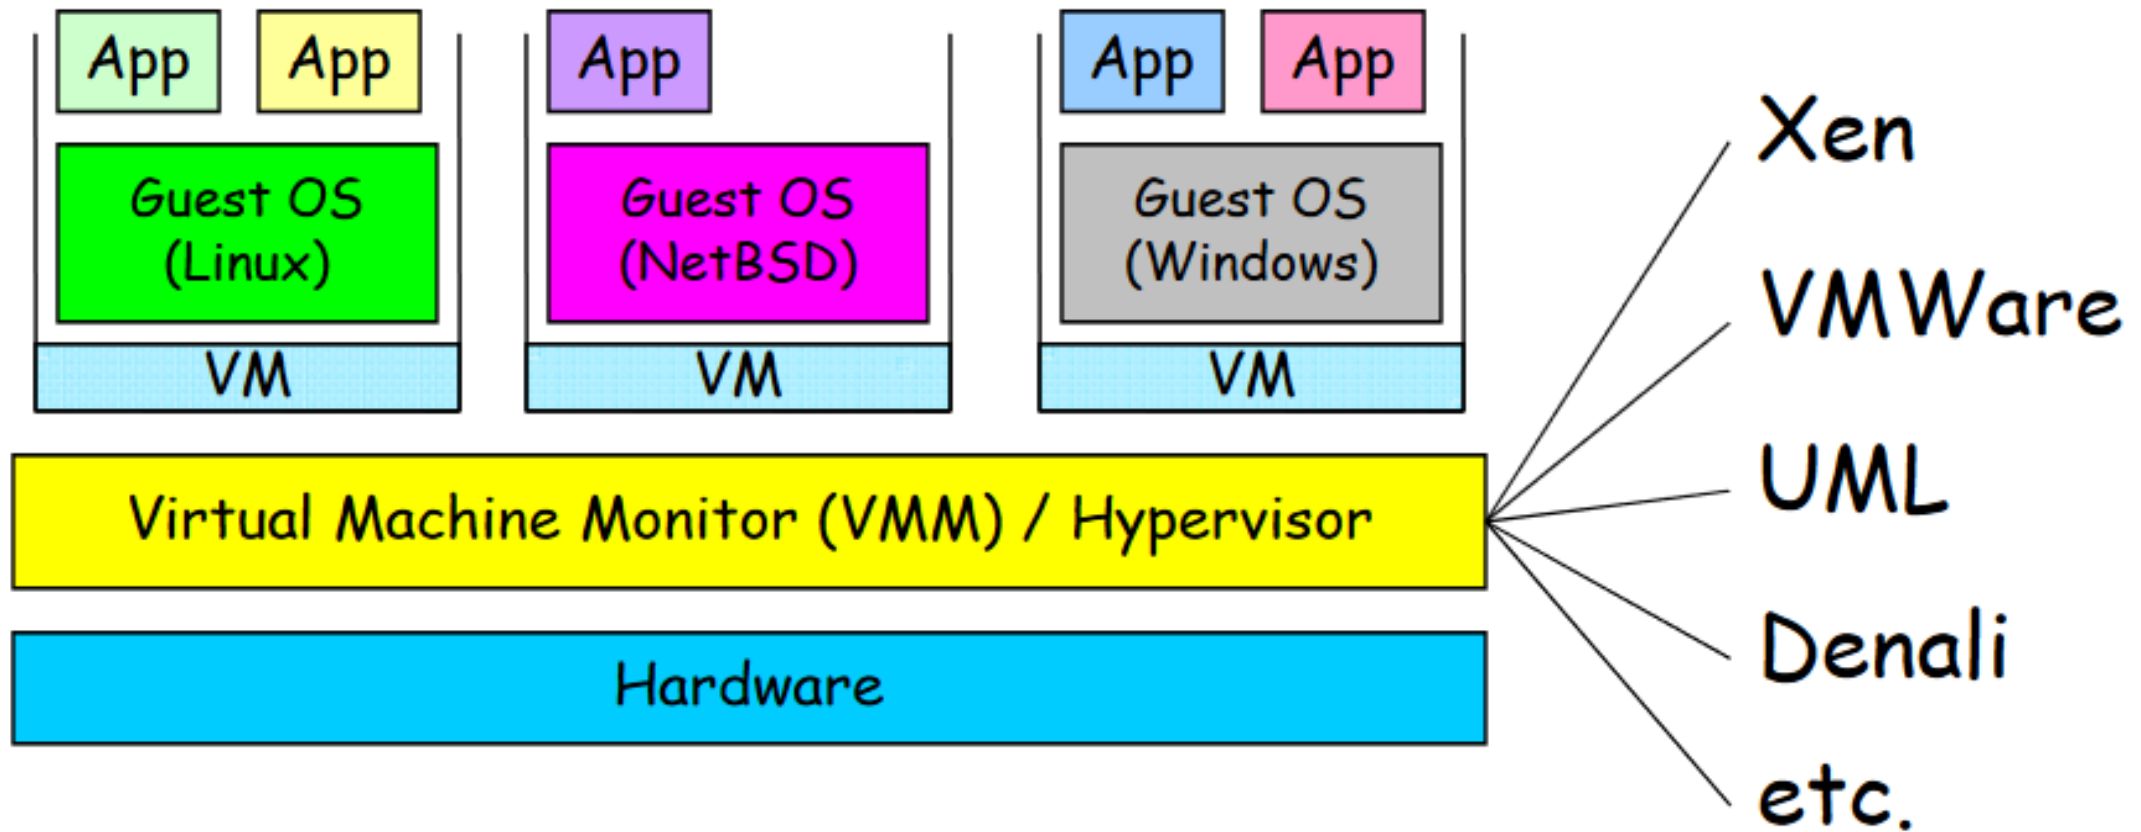 App
App
App
App
App
Guest OS
(Linux)
Guest OS
(NetBSD)
Guest OS
(Windows)
VM
VM
VM
Virtual Machine Monitor (VMM) / Hypervisor
Hardware
Xen
VMWare
UML
Denali
etc.